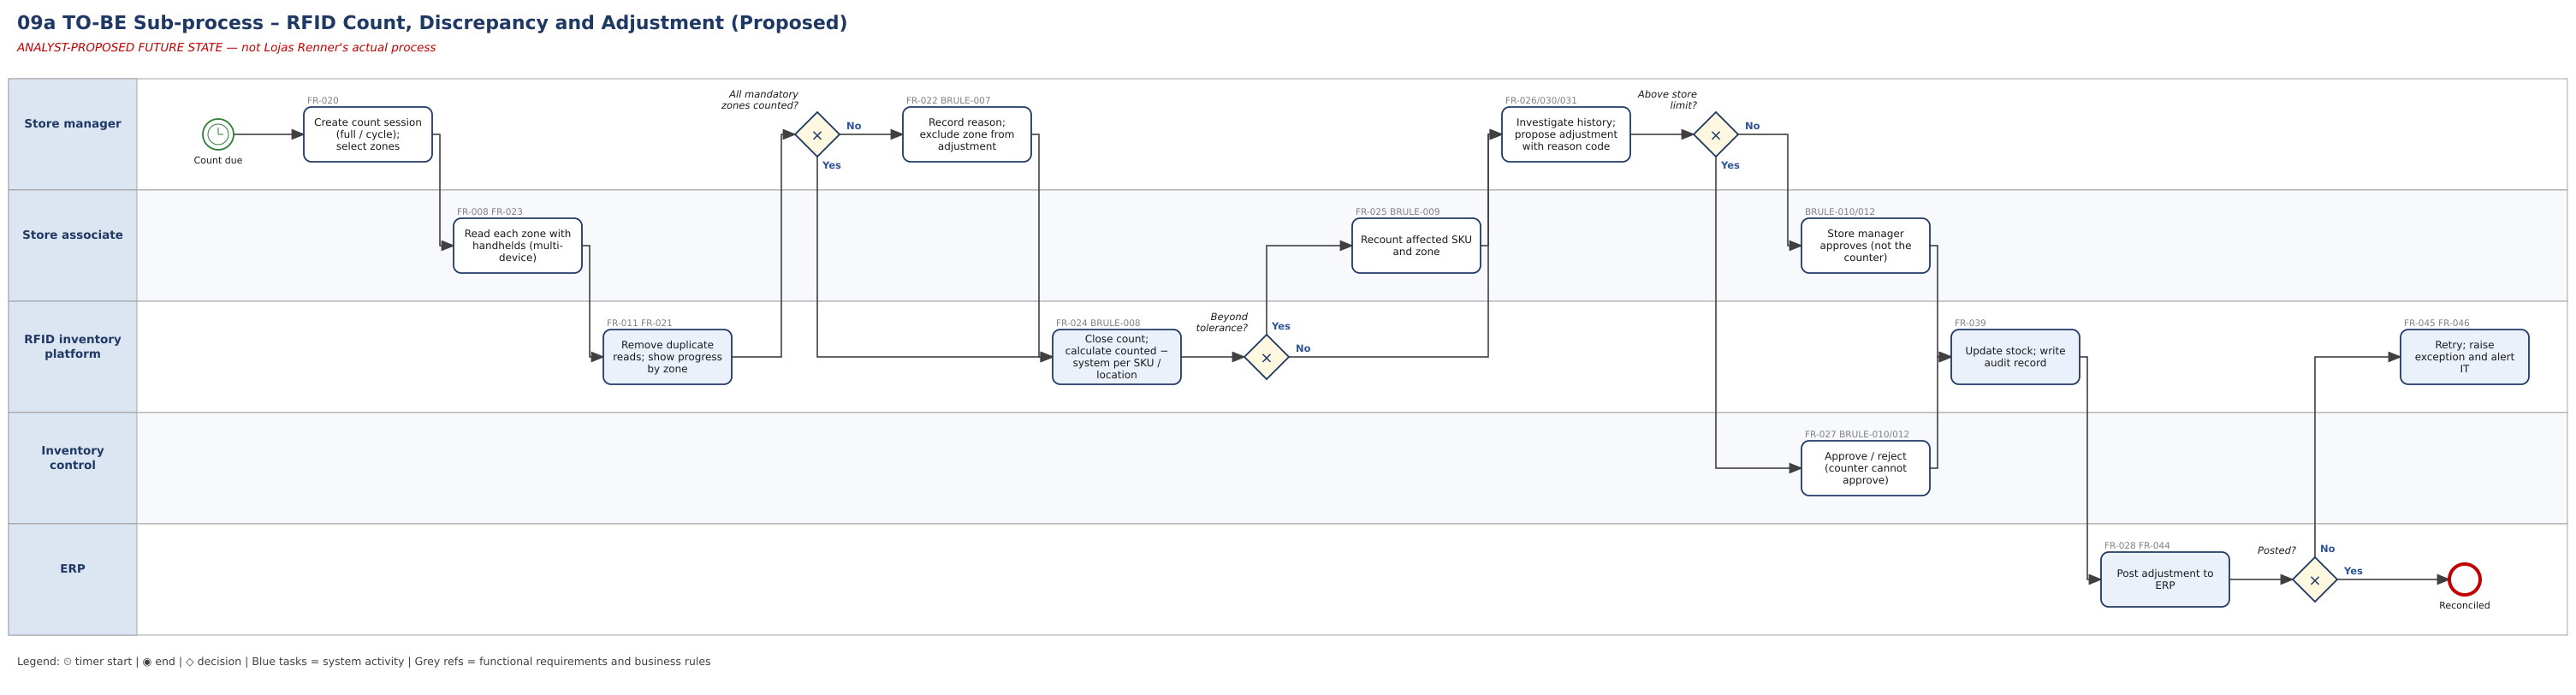 09a TO-BE Sub-process – RFID Count, Discrepancy and Adjustment (Proposed)
ANALYST-PROPOSED FUTURE STATE — not Lojas Renner's actual process
Store manager
Count due
FR-020
Create count session
(full / cycle);
select zones
All mandatory
zones counted?
No
Yes
FR-022 BRULE-007
Record reason;
exclude zone from
adjustment
FR-026/030/031
Investigate history;
propose adjustment
with reason code
Above store
limit?
No
Yes
Store associate
FR-008 FR-023
Read each zone with
handhelds (multi-
device)
FR-025 BRULE-009
Recount affected SKU
and zone
BRULE-010/012
Store manager
approves (not the
counter)
RFID inventory
platform
FR-011 FR-021
Remove duplicate
reads; show progress
by zone
FR-024 BRULE-008
Close count;
calculate counted −
system per SKU /
location
Beyond
tolerance?
Yes
No
FR-039
Update stock; write
audit record
FR-045 FR-046
Retry; raise
exception and alert
IT
Inventory
control
FR-027 BRULE-010/012
Approve / reject
(counter cannot
approve)
ERP
FR-028 FR-044
Post adjustment to
ERP
Posted?
No
Yes
Reconciled
Legend: ⏲ timer start | ◉ end | ◇ decision | Blue tasks = system activity | Grey refs = functional requirements and business rules